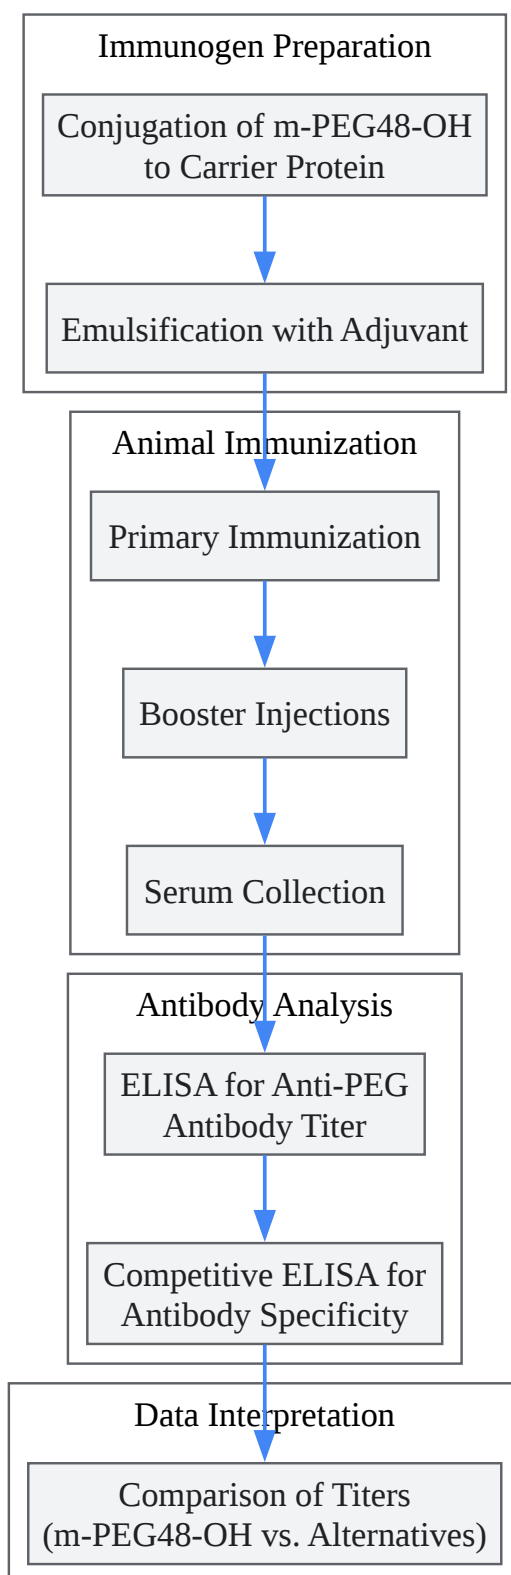 Immunogen Preparation
Conjugation of m-PEG48-OH
to Carrier Protein
Emulsification with Adjuvant
Animal Immunization
Primary Immunization
Booster Injections
Serum Collection
Antibody Analysis
ELISA for Anti-PEG
Antibody Titer
Competitive ELISA for
Antibody Specificity
Data Interpretation
Comparison of Titers
(m-PEG48-OH vs. Alternatives)